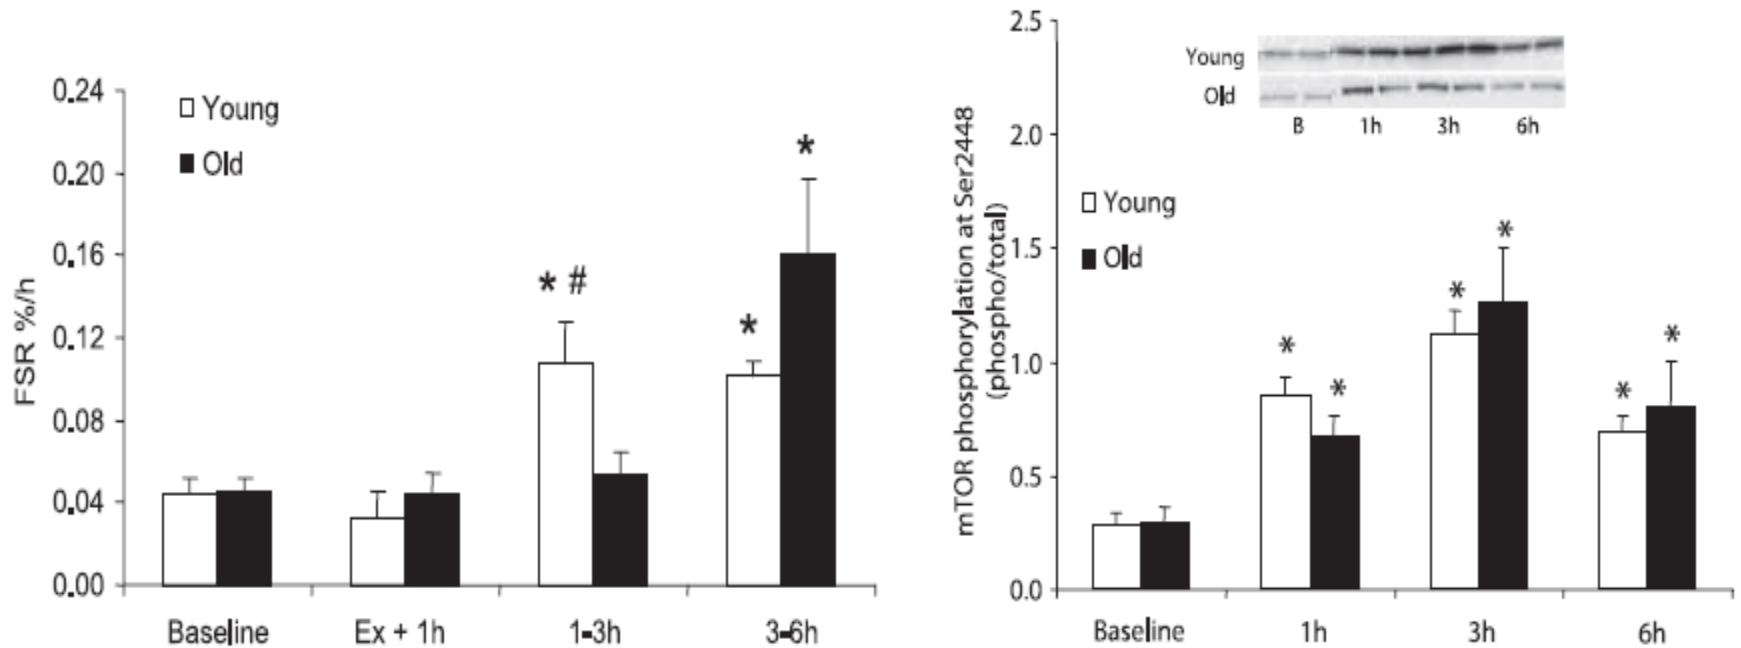 0.24
0.20
0.16
0.12
0.08
0.04
0.00
FSR %/h
Young
Old
* #
*
*
Baseline Ex + 1h 1-3h 3-6h
2.5
2.0
1.5
1.0
0.5
0.0
mTOR phosphorylation at Ser2448
(phospho/total)
Young
Old
B 1h 3h 6h
Young
Old
*
*
*
*
*
*
Baseline 1h 3h 6h